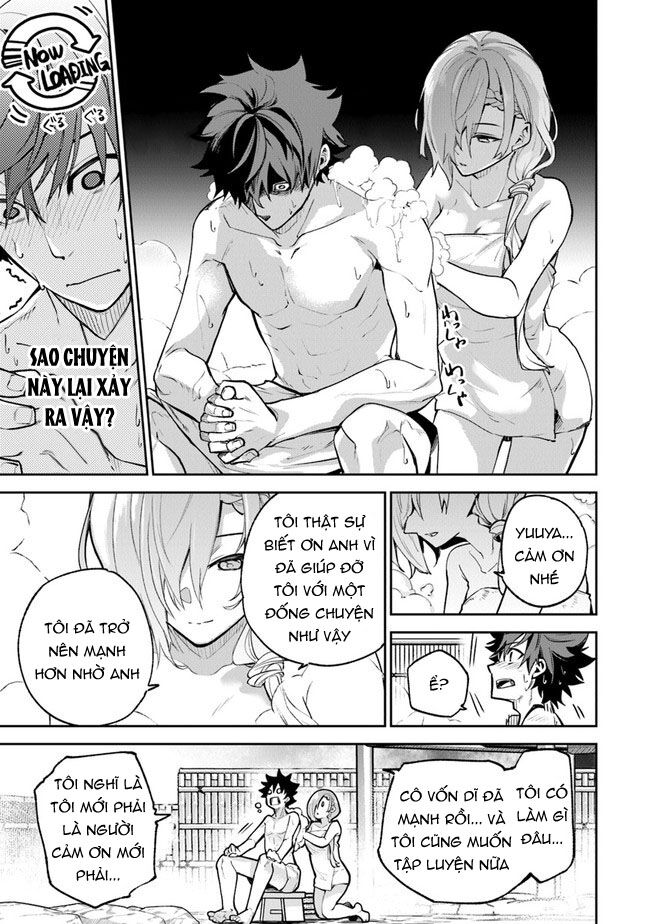 NOW
LOADING
ぐる
ぐる
わっしゃ
わっしゃ
SAO CHUYỆN
NÀY LẠI XẢY
RA VẬY?
YUUYA...
CẢM ƠN
NHÉ
TÔI THẬT SỰ
BIẾT ƠN ANH VÌ
ĐÃ GIÚP ĐỠ
TÔI VỚI MỘT
ĐỐNG CHUYỆN
NHƯ VẬY
TÔI ĐÃ TRỞ
NÊN MẠNH
HƠN NHỜ ANH
Ề?
TÔI CÓ
LÀM GÌ
ĐÂU...
CÔ VỐN DĨ ĐÃ
MẠNH RỒI... VÀ
TÔI CŨNG MUỐN
TẬP LUYỆN NỮA
TÔI NGHĨ LÀ
TÔI MỚI PHẢI
LÀ NGƯỜI
CẢM ƠN MỚI
PHẢI...